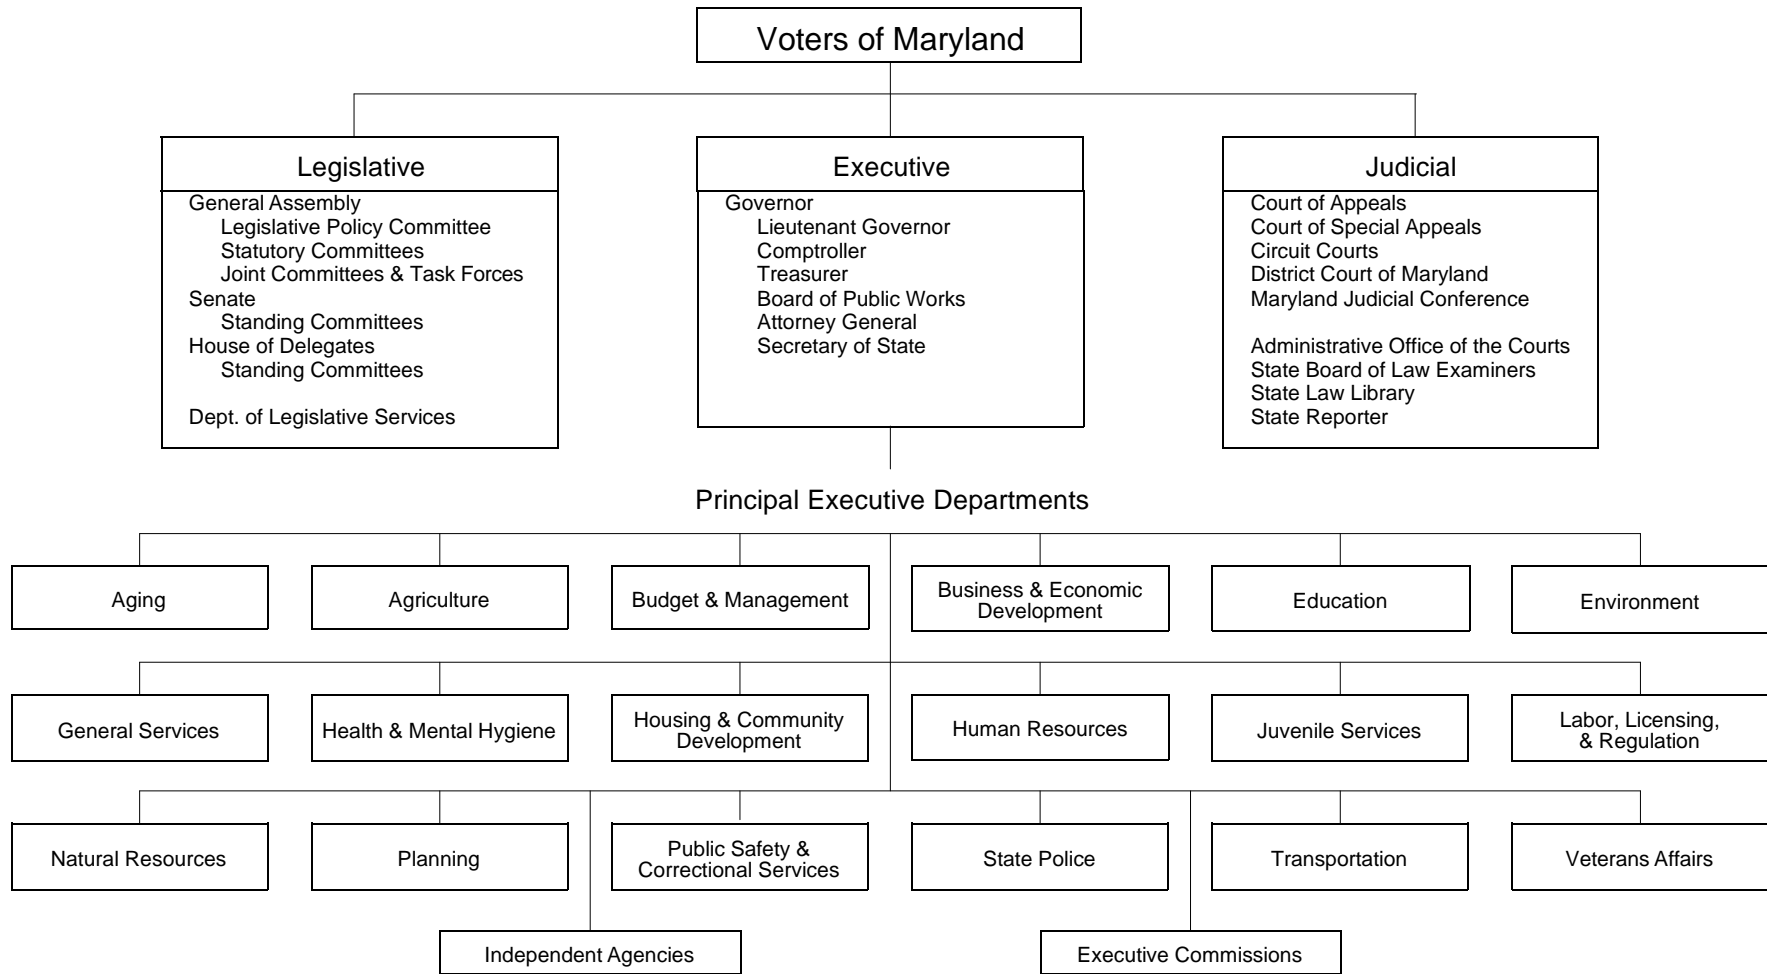 Voters of Maryland
Legislative
General Assembly
Legislative Policy Committee
Statutory Committees
Joint Committees & Task Forces
Senate
Standing Committees
House of Delegates
Standing Committees
Dept. of Legislative Services
Executive
Governor
Lieutenant Governor
Comptroller
Treasurer
Board of Public Works
Attorney General
Secretary of State
Judicial
Court of Appeals
Court of Special Appeals
Circuit Courts
District Court of Maryland
Maryland Judicial Conference
Administrative Office of the Courts
State Board of Law Examiners
State Law Library
State Reporter
Principal Executive Departments
Aging
Agriculture
Budget & Management
Business & Economic
Development
Education
Environment
General Services
Health & Mental Hygiene
Housing & Community
Development
Human Resources
Juvenile Services
Labor, Licensing,
& Regulation
Natural Resources
Planning
Public Safety &
Correctional Services
State Police
Transportation
Veterans Affairs
Independent Agencies
Executive Commissions